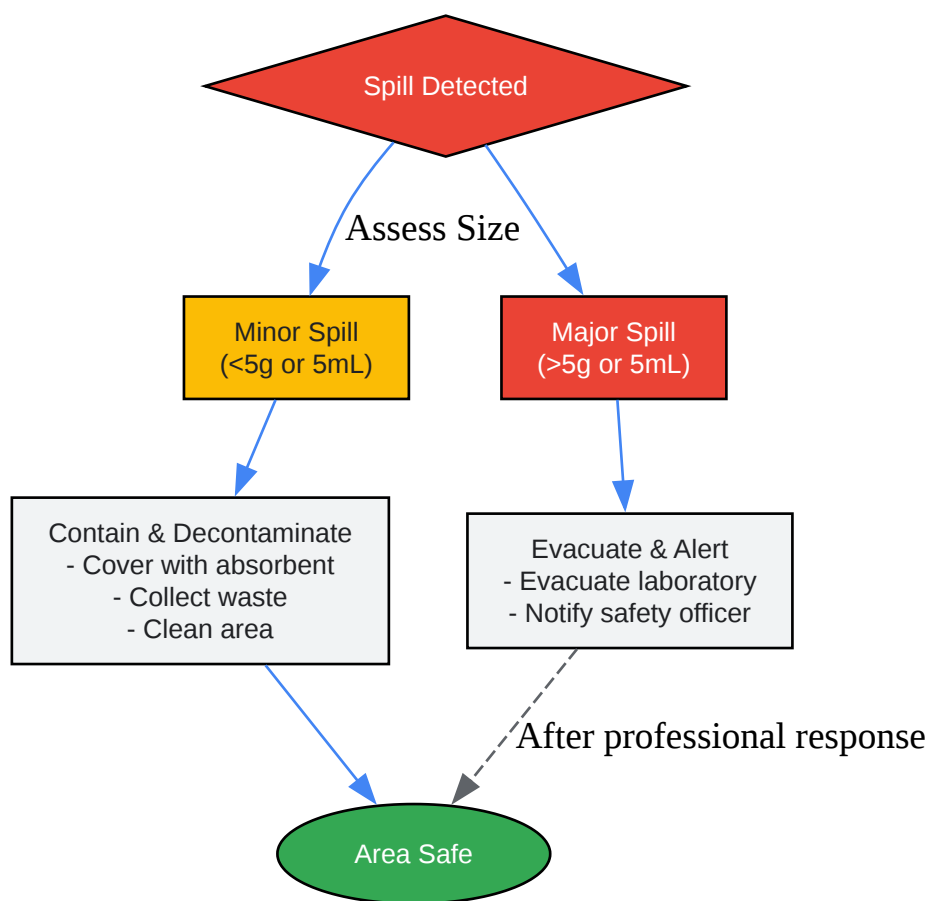 Spill Detected
Assess Size
Minor Spill
(<5g or 5mL)
Major Spill
(>5g or 5mL)
Contain & Decontaminate
- Cover with absorbent
- Collect waste
- Clean area
Evacuate & Alert
- Evacuate laboratory
- Notify safety officer
After professional response
Area Safe